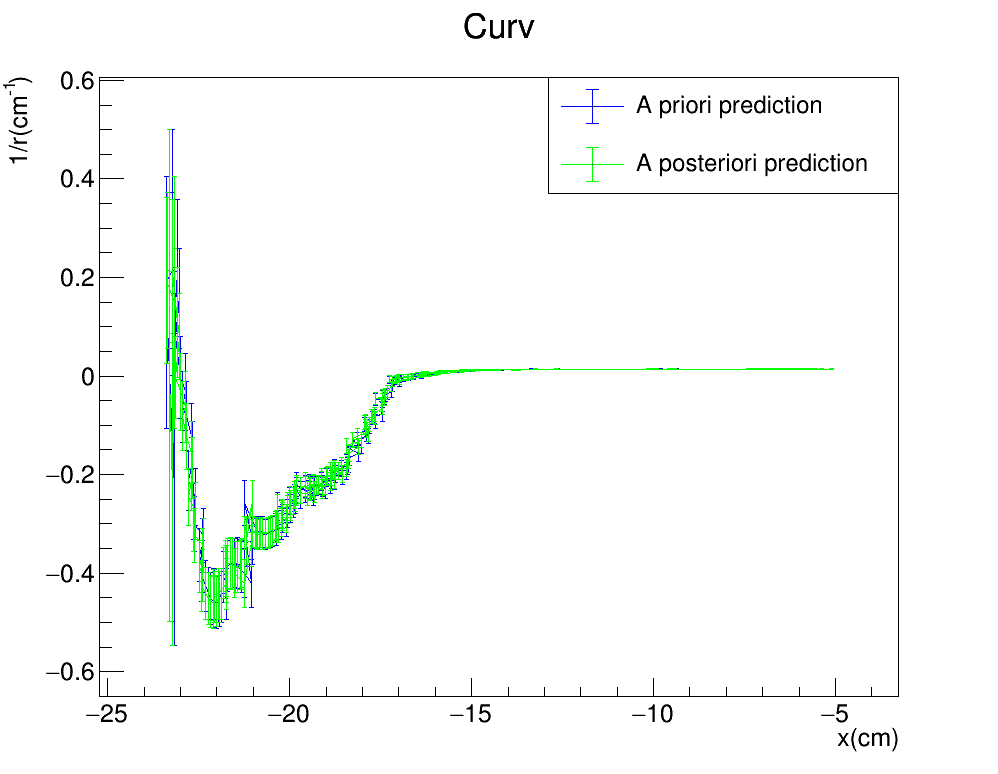 Curv
1/r(cm⁻¹)
0.6
0.4
0.2
0
−0.2
−0.4
−0.6
A priori prediction
A posteriori prediction
−25 −20 −15 −10 −5
x(cm)